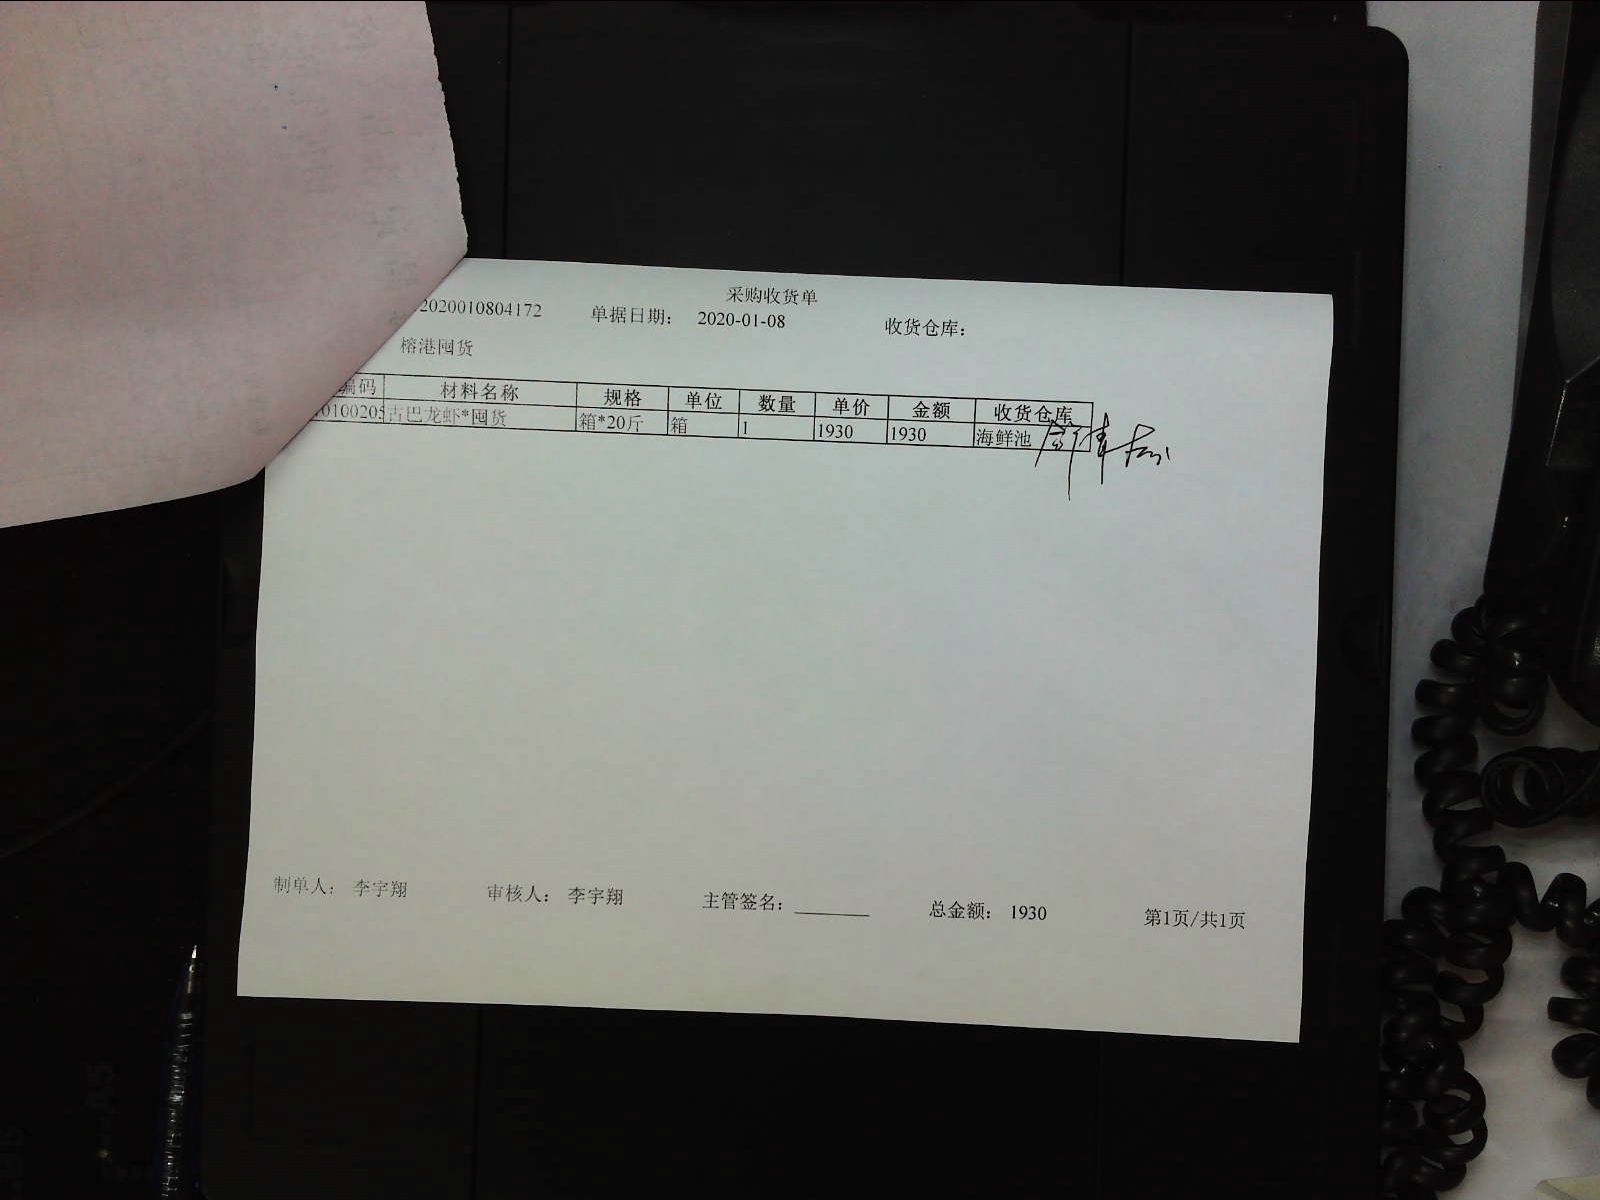 采购收货单
2020010804172 单据日期: 2020-01-08 收货仓库:
榕港囤货
编码 材料名称 规格 单位 数量 单价 金额 收货仓库
0100205 古巴龙虾*囤货 箱*20斤 箱 1 1930 1930 海鲜池
制单人: 李宇翔 审核人: 李宇翔 主管签名: 总金额: 1930 第1页/共1页